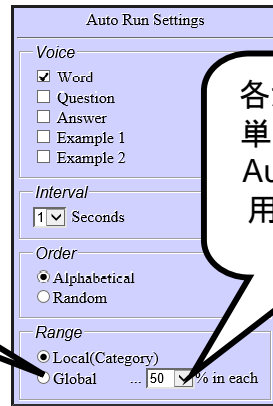 Auto Run Settings
Voice
Word
Question
Answer
Example 1
Example 2
Interval
1 Seconds
Order
Alphabetical
Random
Range
Local(Category)
Global ... 50 % in each
各
単
Au
用